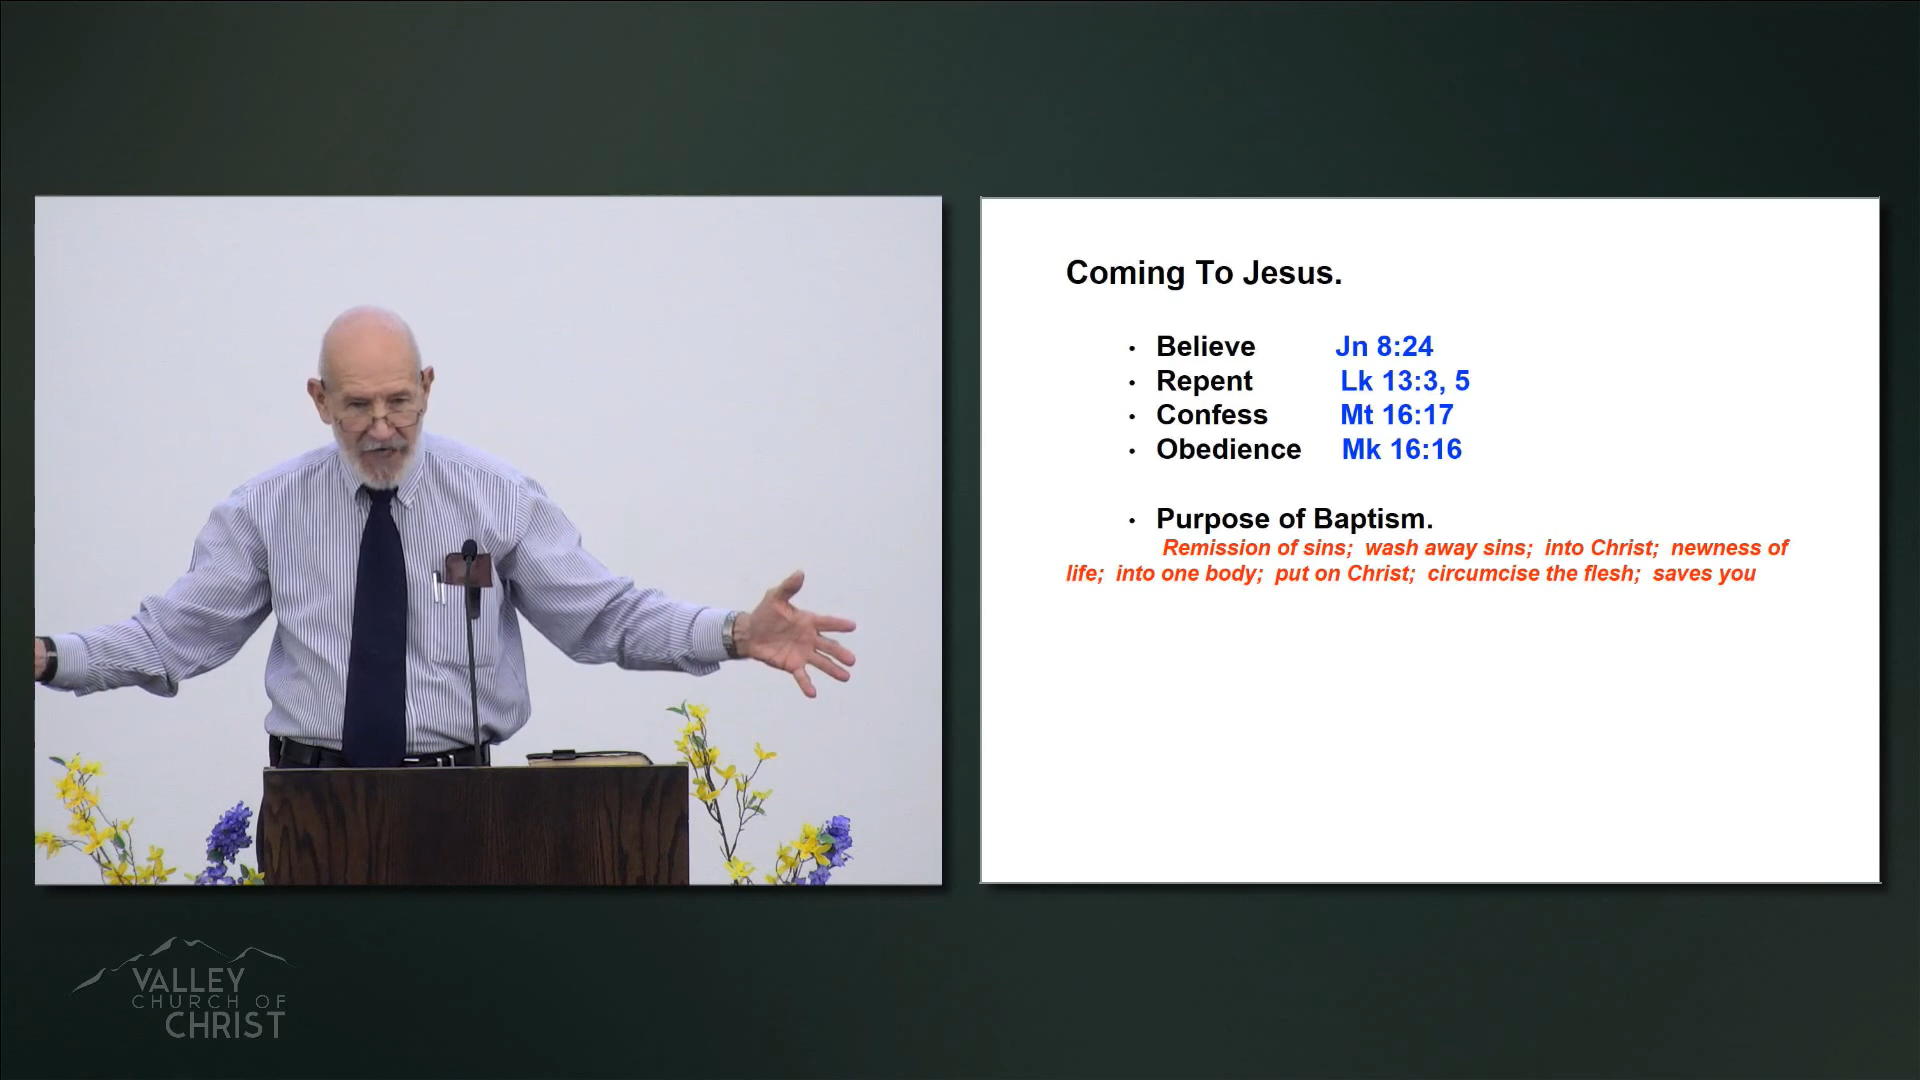 Coming To Jesus.
• Believe Jn 8:24
• Repent Lk 13:3, 5
• Confess Mt 16:17
• Obedience Mk 16:16
• Purpose of Baptism.
Remission of sins; wash away sins; into Christ; newness of
life; into one body; put on Christ; circumcise the flesh; saves you
VALLEY
CHURCH OF
CHRIST